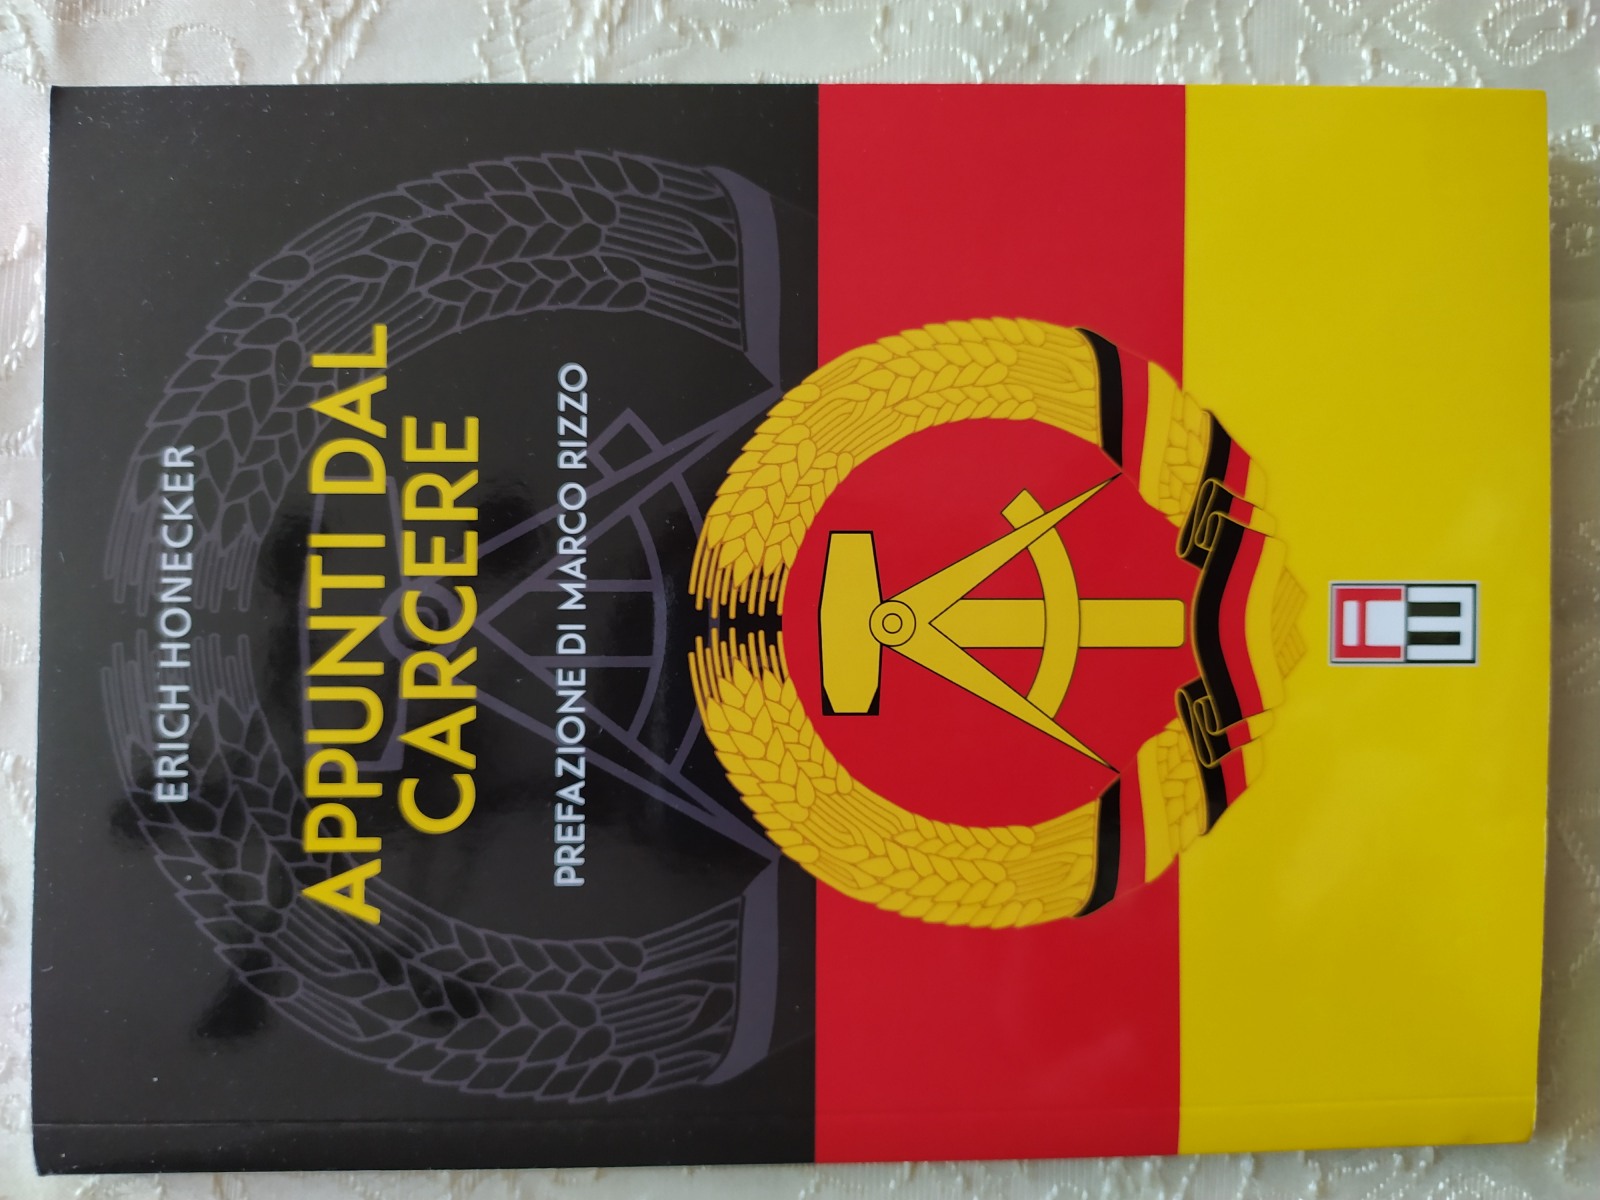 ERICH HONECKER
APPUNTI DAL
CARCERE
PREFAZIONE DI MARCO RIZZO